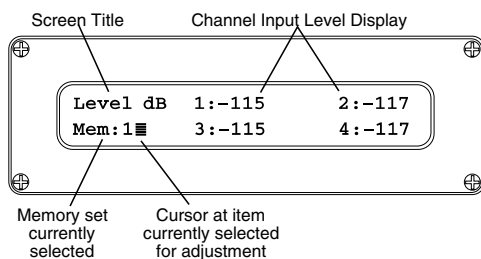 Screen Title
Channel Input Level Display
Level dB 1:-115 2:-117
Mem:1 3:-115 4:-117
Memory set
currently
selected
Cursor at item
currently selected
for adjustment